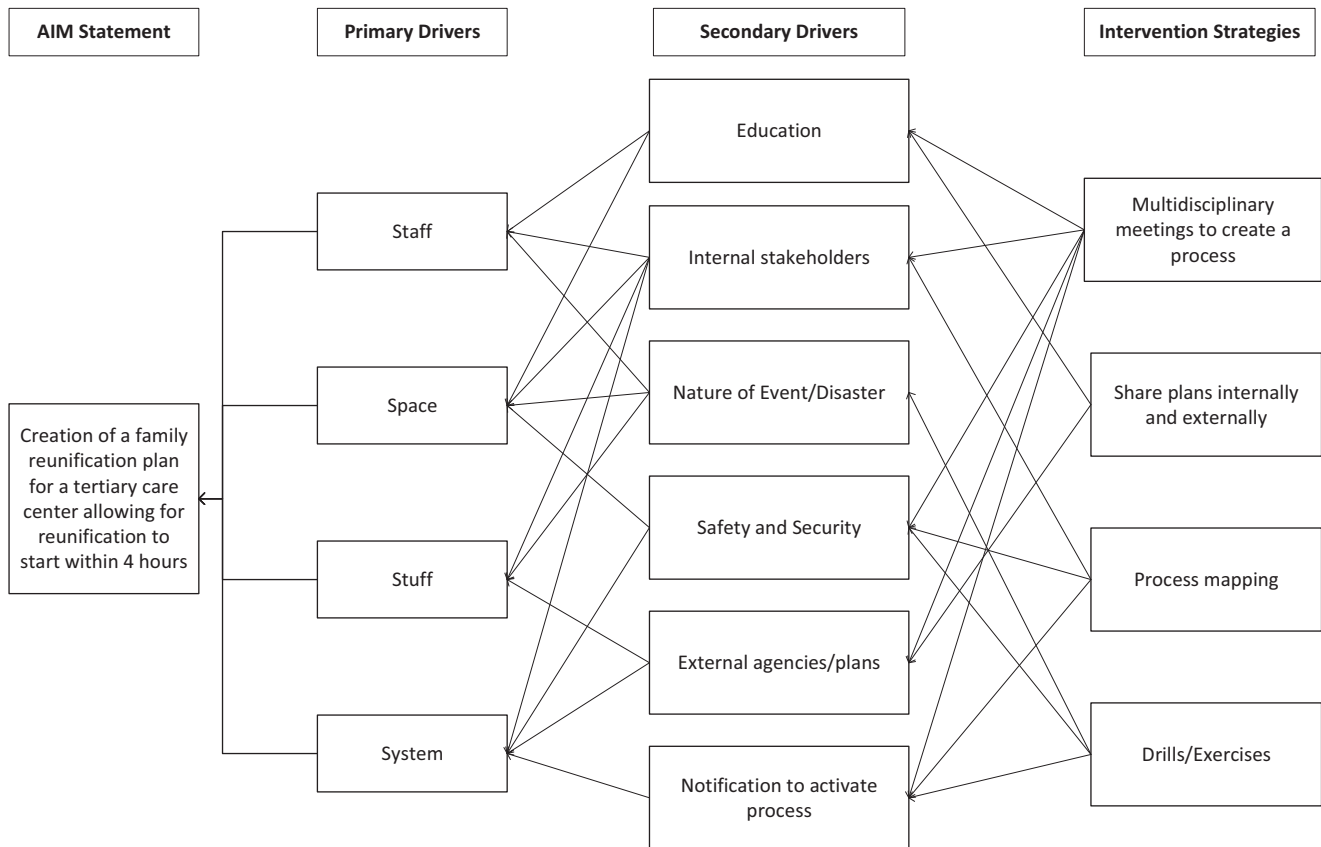 AIM Statement
Primary Drivers
Secondary Drivers
Intervention Strategies
Creation of a family
reunification plan
for a tertiary care
center allowing for
reunification to
start within 4 hours
Staff
Space
Stuff
System
Education
Internal stakeholders
Nature of Event/Disaster
Safety and Security
External agencies/plans
Notification to activate
process
Multidisciplinary
meetings to create a
process
Share plans internally
and externally
Process mapping
Drills/Exercises